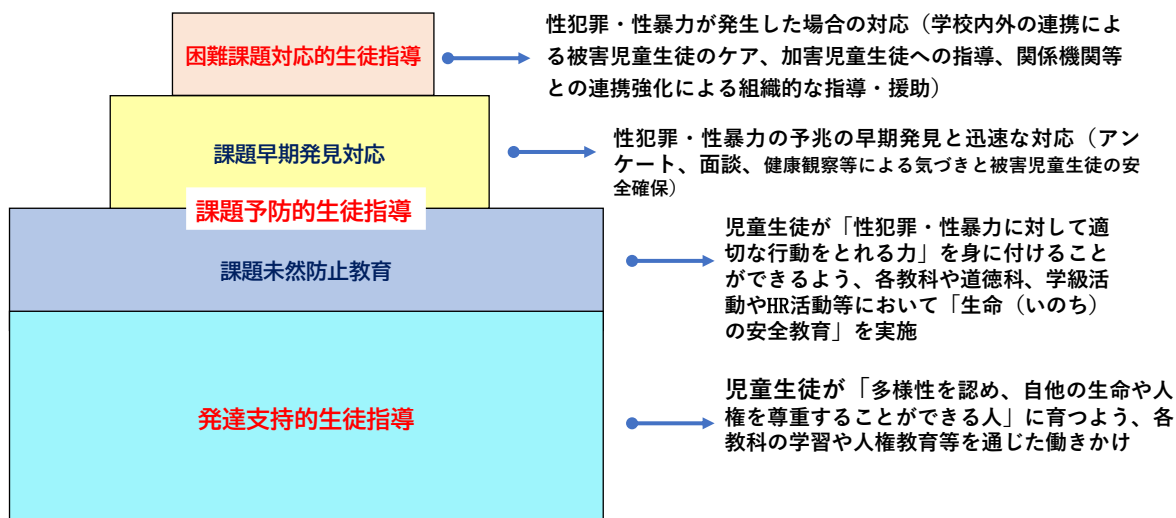 困難課題対応的生徒指導
性犯罪・性暴力が発生した場合の対応（学校内外の連携によ
る被害児童生徒のケア、加害児童生徒への指導、関係機関等
との連携強化による組織的な指導・援助）
課題早期発見対応
性犯罪・性暴力の予兆の早期発見と迅速な対応（アン
ケート、面談、健康観察等による気づきと被害児童生徒の安
全確保）
課題予防的生徒指導
課題未然防止教育
児童生徒が「性犯罪・性暴力に対して適
切な行動をとれる力」を身に付けること
ができるよう、各教科や道徳科、学級活
動やHR活動等において「生命（いのち）
の安全教育」を実施
発達支持的生徒指導
児童生徒が「多様性を認め、自他の生命や人
権を尊重することができる人」に育つよう、各
教科の学習や人権教育等を通じた働きかけ